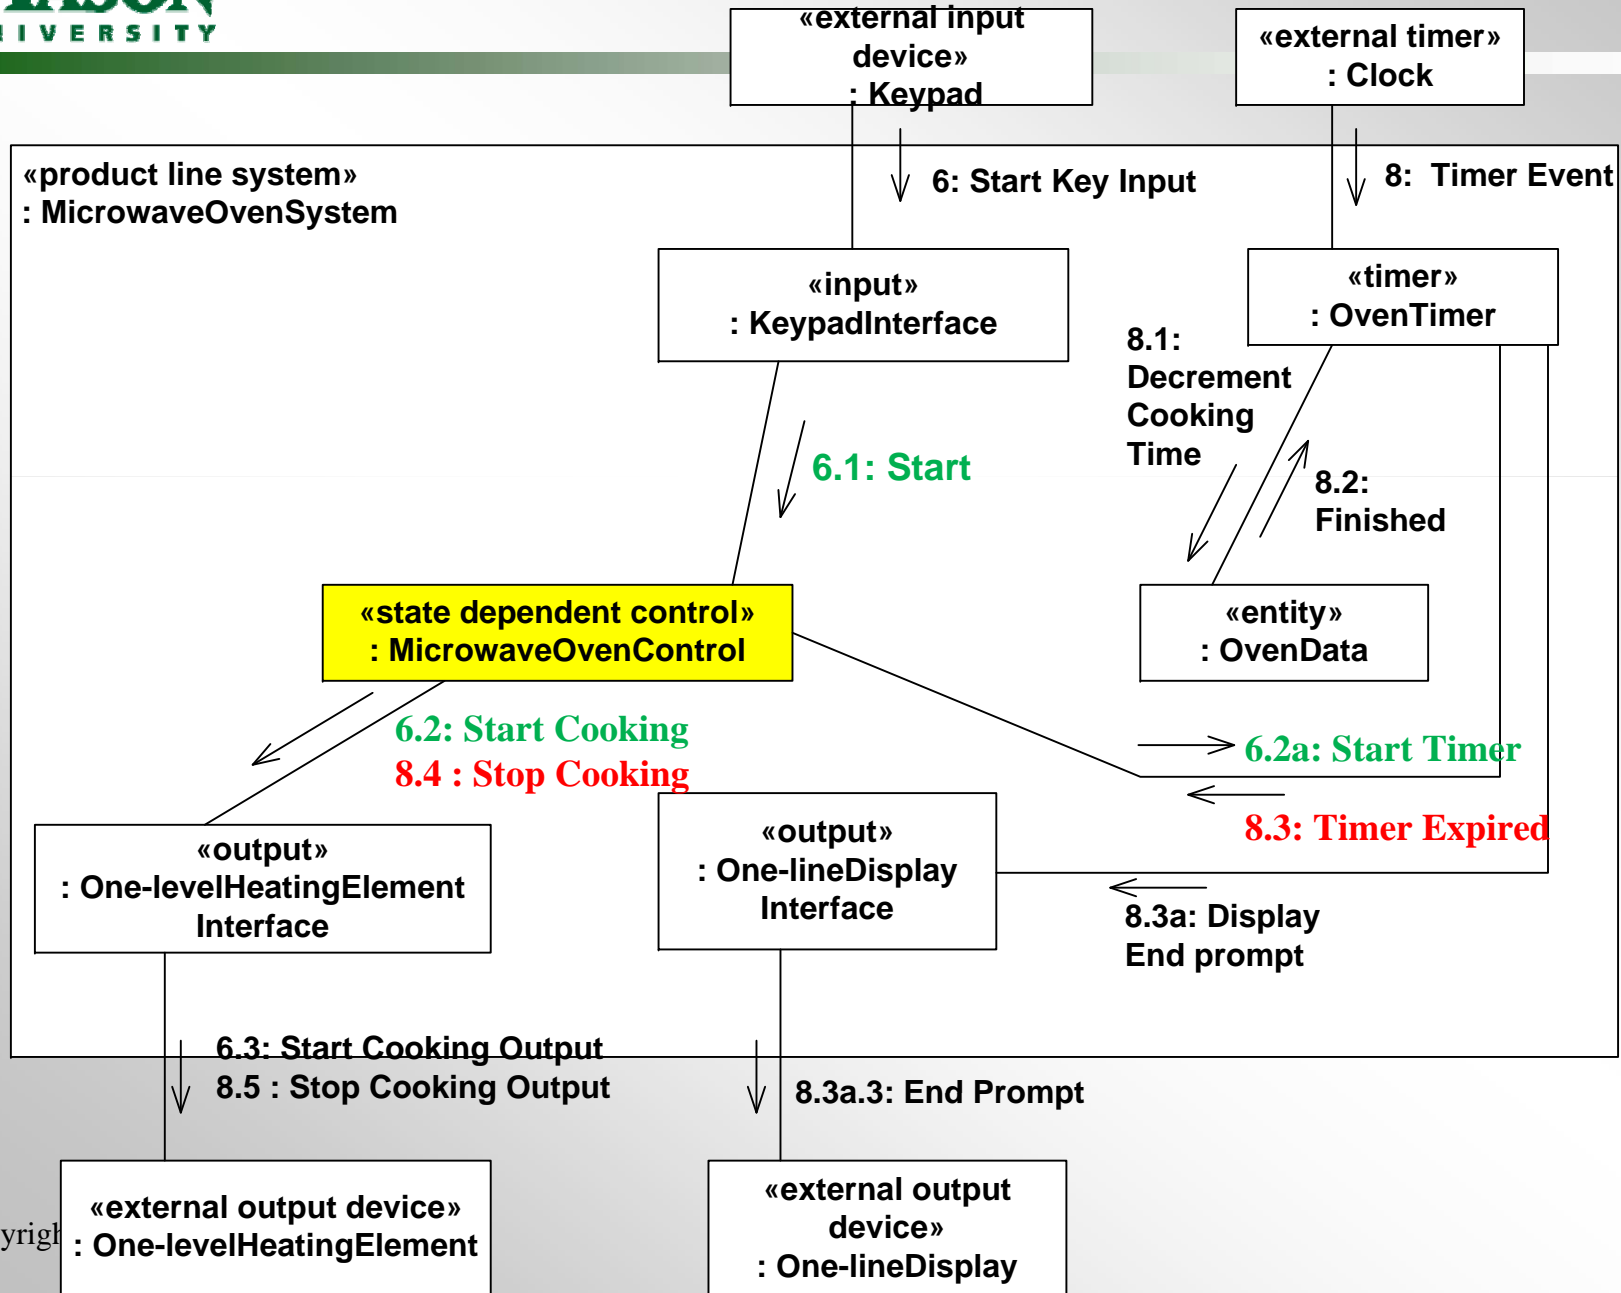 UNIVERSITY
«external input
device»
: Keypad
«external timer»
: Clock
«product line system»
: MicrowaveOvenSystem
6: Start Key Input
8:  Timer Event
«input»
: KeypadInterface
«timer»
: OvenTimer
8.1:
Decrement
Cooking
Time
6.1: Start
8.2:
Finished
«state dependent control»
: MicrowaveOvenControl
«entity»
: OvenData
6.2: Start Cooking
8.4 : Stop Cooking
6.2a: Start Timer
8.3: Timer Expired
«output»
: One-levelHeatingElement
Interface
«output»
: One-lineDisplay
Interface
8.3a: Display
End prompt
6.3: Start Cooking Output
8.5 : Stop Cooking Output
8.3a.3: End Prompt
«external output device»
: One-levelHeatingElement
«external output
device»
: One-lineDisplay